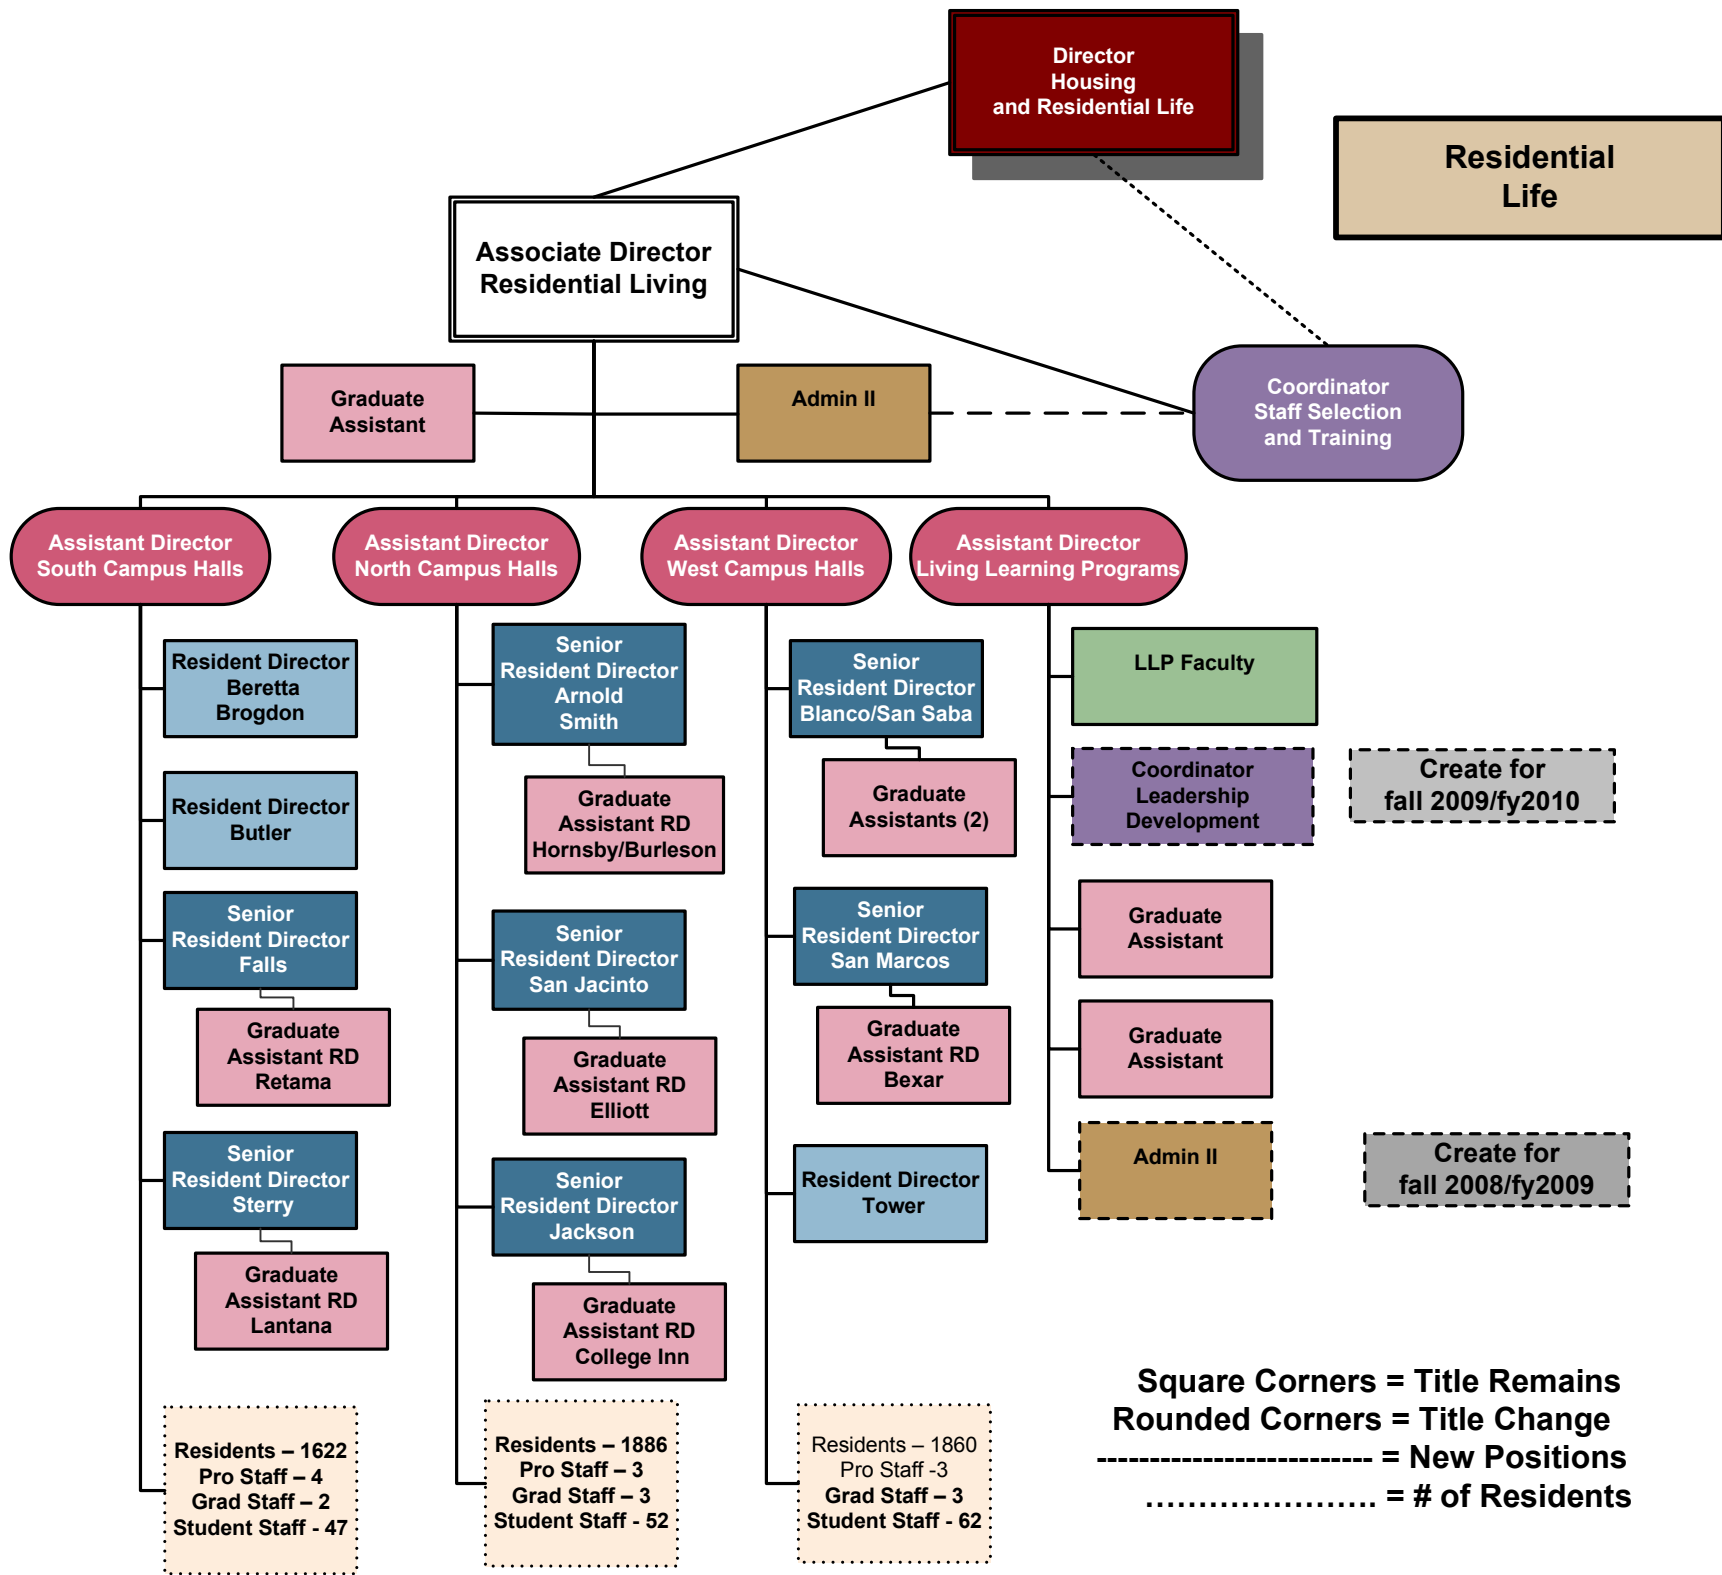 Director
Housing
and Residential Life
Residential
Life
Associate Director
Residential Living
Graduate
Assistant
Admin II
Coordinator
Staff Selection
and Training
Assistant Director
South Campus Halls
Assistant Director
North Campus Halls
Assistant Director
West Campus Halls
Assistant Director
Living Learning Programs
Resident Director
Beretta
Brogdon
Resident Director
Butler
Senior
Resident Director
Falls
Graduate
Assistant RD
Retama
Senior
Resident Director
Sterry
Graduate
Assistant RD
Lantana
Residents – 1622
Pro Staff – 4
Grad Staff – 2
Student Staff - 47
Senior
Resident Director
Arnold
Smith
Graduate
Assistant RD
Hornsby/Burleson
Senior
Resident Director
San Jacinto
Graduate
Assistant RD
Elliott
Senior
Resident Director
Jackson
Graduate
Assistant RD
College Inn
Residents – 1886
Pro Staff – 3
Grad Staff – 3
Student Staff - 52
Senior
Resident Director
Blanco/San Saba
Graduate
Assistants (2)
Senior
Resident Director
San Marcos
Graduate
Assistant RD
Bexar
Resident Director
Tower
Residents – 1860
Pro Staff -3
Grad Staff – 3
Student Staff - 62
LLP Faculty
Coordinator
Leadership
Development
Create for
fall 2009/fy2010
Graduate
Assistant
Graduate
Assistant
Admin II
Create for
fall 2008/fy2009
Square Corners = Title Remains
Rounded Corners = Title Change
-------------------------- = New Positions
…………………. = # of Residents